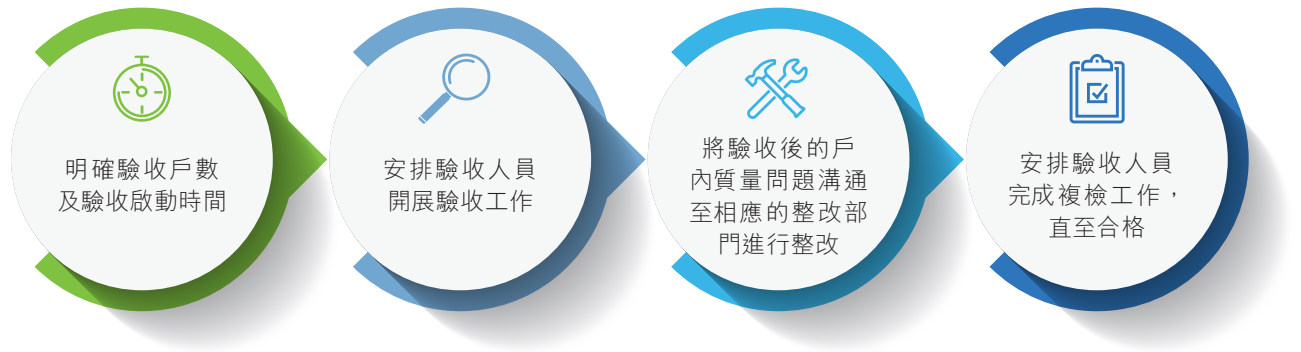 明確驗收戶數
及驗收啟動時間
安排驗收人員
開展驗收工作
將驗收後的戶
內質量問題溝通
至相應的整改部
門進行整改
安排驗收人員
完成複檢工作，
直至合格